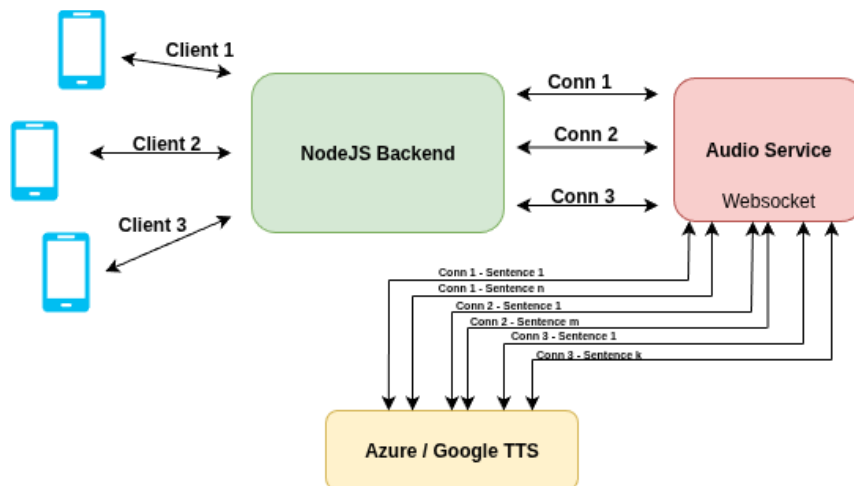 Client 1
Client 2
Client 3
NodeJS Backend
Conn 1
Conn 2
Conn 3
Audio Service
Websocket
Conn 1 - Sentence 1
Conn 1 - Sentence n
Conn 2 - Sentence 1
Conn 2 - Sentence m
Conn 3 - Sentence 1
Conn 3 - Sentence k
Azure / Google TTS